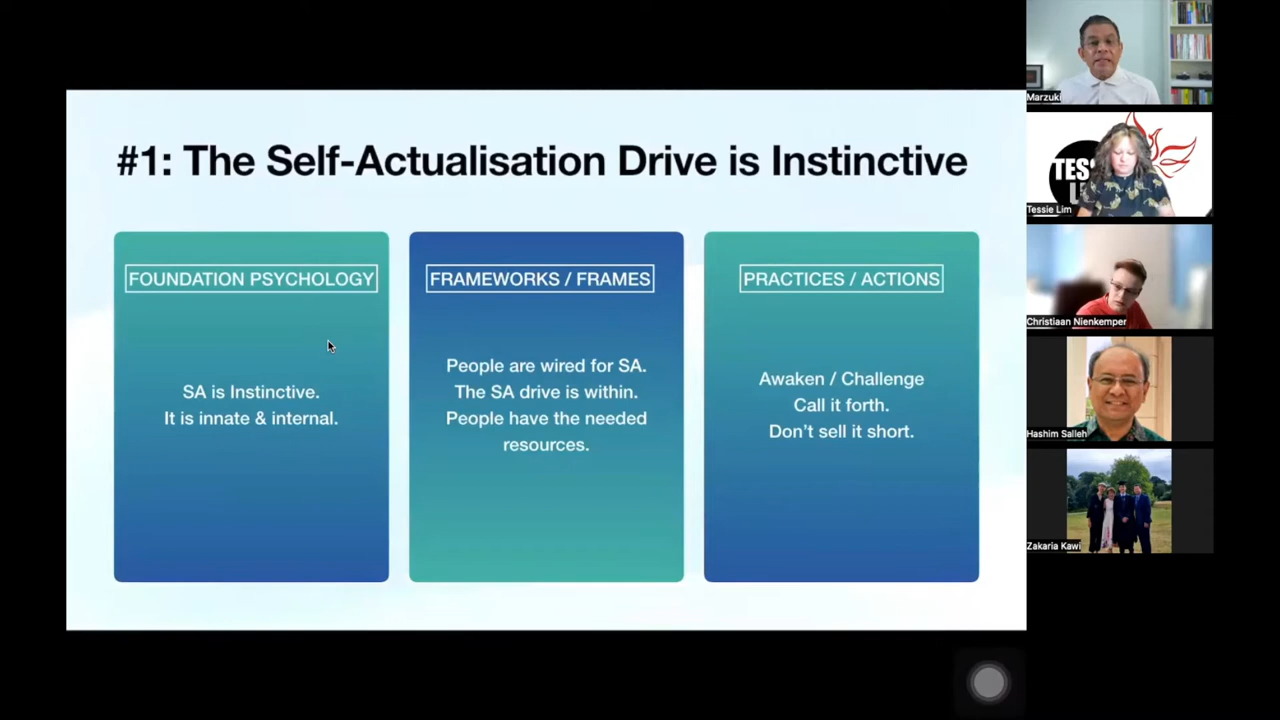 #1: The Self-Actualisation Drive is Instinctive
FOUNDATION PSYCHOLOGY
SA is Instinctive.
It is innate & internal.
FRAMEWORKS / FRAMES
People are wired for SA.
The SA drive is within.
People have the needed
resources.
PRACTICES / ACTIONS
Awaken / Challenge
Call it forth.
Don't sell it short.
Marzuki
TES
Tessie Lim
Christiaan Nienkemper
Hashim Salleh
Zakaria Kawi